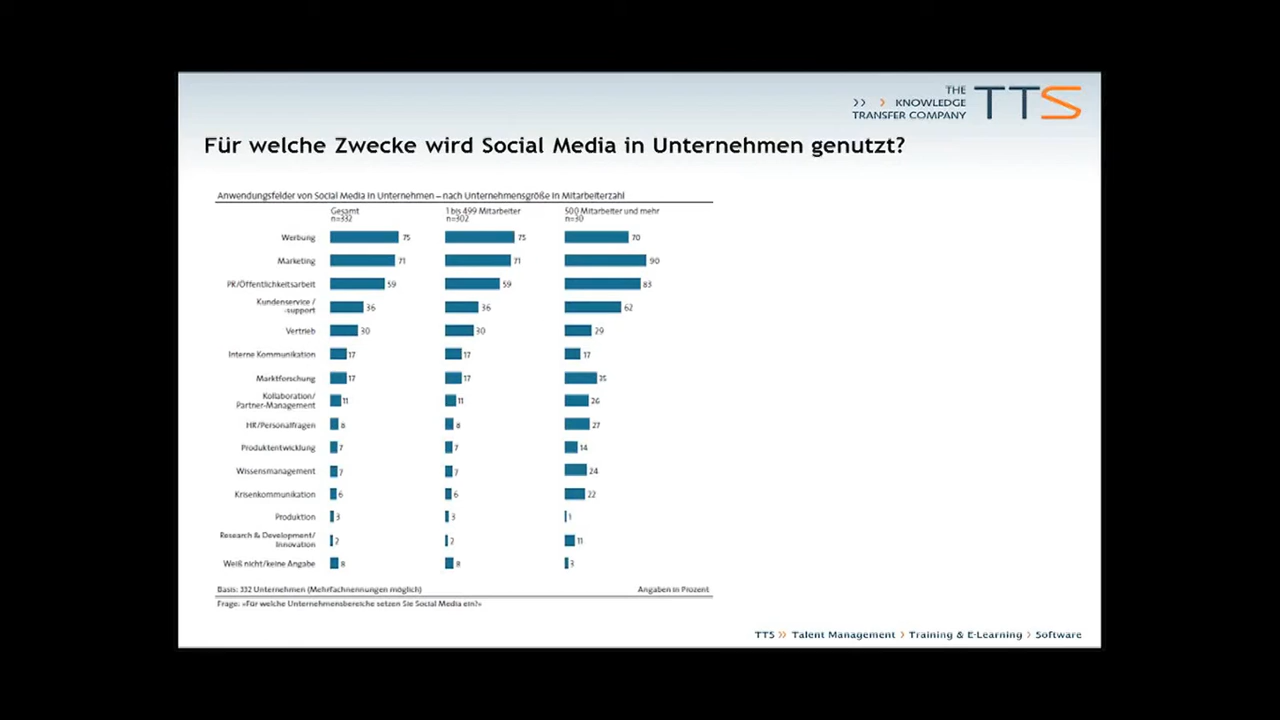 THE
>> > KNOWLEDGE
TRANSFER COMPANY
TTS
Für welche Zwecke wird Social Media in Unternehmen genutzt?
Anwendungsfelder von Social Media in Unternehmen – nach Unternehmensgröße in Mitarbeiterzahl
Gesamt 1 bis 499 Mitarbeiter 500 Mitarbeiter und mehr
n=332 n=302 n=30
Werbung 75 75 70
Marketing 71 71 90
PR/Öffentlichkeitsarbeit 59 59 83
Kundenservice /
-support 36 36 62
Vertrieb 30 30 29
Interne Kommunikation 17 17 17
Marktforschung 17 17 35
Kollaboration/
Partner-Management 11 11 26
HR/Personalfragen 8 8 27
Produktentwicklung 7 7 14
Wissensmanagement 7 7 24
Krisenkommunikation 6 6 22
Produktion 3 3 1
Research & Development/
Innovation 2 2 11
Weiß nicht/keine Angabe 8 8 3
Basis: 332 Unternehmen (Mehrfachnennungen möglich) Angaben in Prozent
Frage: »Für welche Unternehmensbereiche setzen Sie Social Media ein?«
TTS >> Talent Management > Training & E-Learning > Software